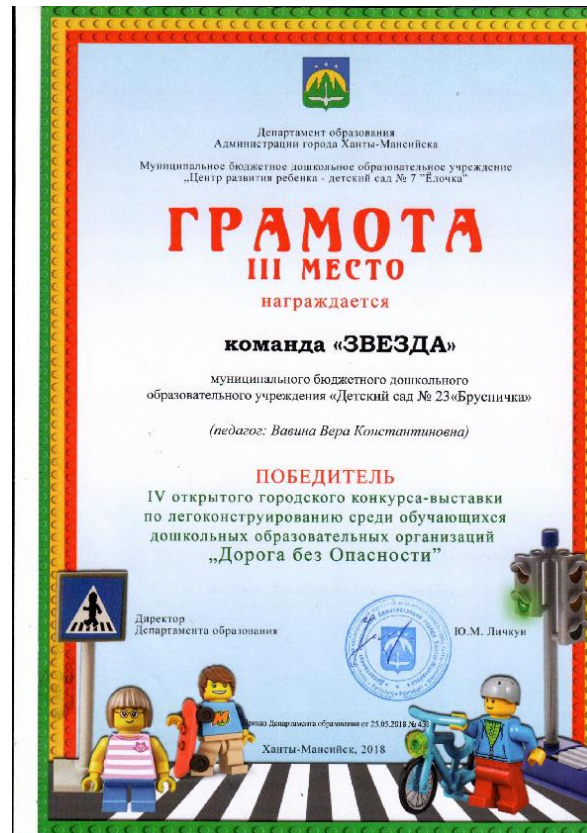 Департамент образования
Администрации города Ханты-Мансийска
Муниципальное бюджетное дошкольное образовательное учреждение
„Центр развития ребенка - детский сад № 7 "Ёлочка"
ГРАМОТА
III МЕСТО
награждается
команда «ЗВЕЗДА»
муниципального бюджетного дошкольного
образовательного учреждения «Детский сад № 23«Брусничка»
(педагог: Вавина Вера Константиновна)
ПОБЕДИТЕЛЬ
IV открытого городского конкурса-выставки
по легоконструированию среди обучающихся
дошкольных образовательных организаций
„Дорога без Опасности”
Директор
Департамента образования
Ю.М. Личкун
Приказ Департамента образования от 25.05.2018 №
Ханты-Мансийск, 2018